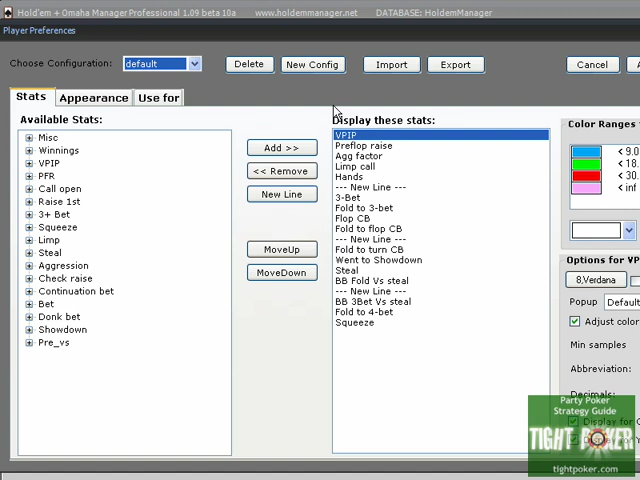 Hold'em + Omaha Manager Professional 1.09 beta 10a www.holdemmanager.net DATABASE: HoldemManager
Player Preferences
Choose Configuration: default Delete New Config Import Export Cancel
Stats Appearance Use for
Available Stats:
Misc
Winnings
VPIP
PFR
Call open
Raise 1st
3+ Bet
Squeeze
Limp
Steal
Aggression
Check raise
Continuation bet
Bet
Donk bet
Showdown
Pre_vs
Add >>
<< Remove
New Line
MoveUp
MoveDown
Display these stats:
VPIP
Preflop raise
Agg factor
Limp call
Hands
--- New Line ---
3-Bet
Fold to 3-bet
Flop CB
Fold to flop CB
--- New Line ---
Fold to turn CB
Went to Showdown
Steal
BB Fold Vs steal
--- New Line ---
BB 3Bet Vs steal
Fold to 4-bet
Squeeze
Color Ranges
< 9.0
< 18.
< 30.
< inf
Options for VP
8,Verdana
Popup Default
Adjust color
Min samples
Abbreviation:
Decimals:
Display for
Party Poker
Strategy Guide
TIGHT POKER
tightpoker.com